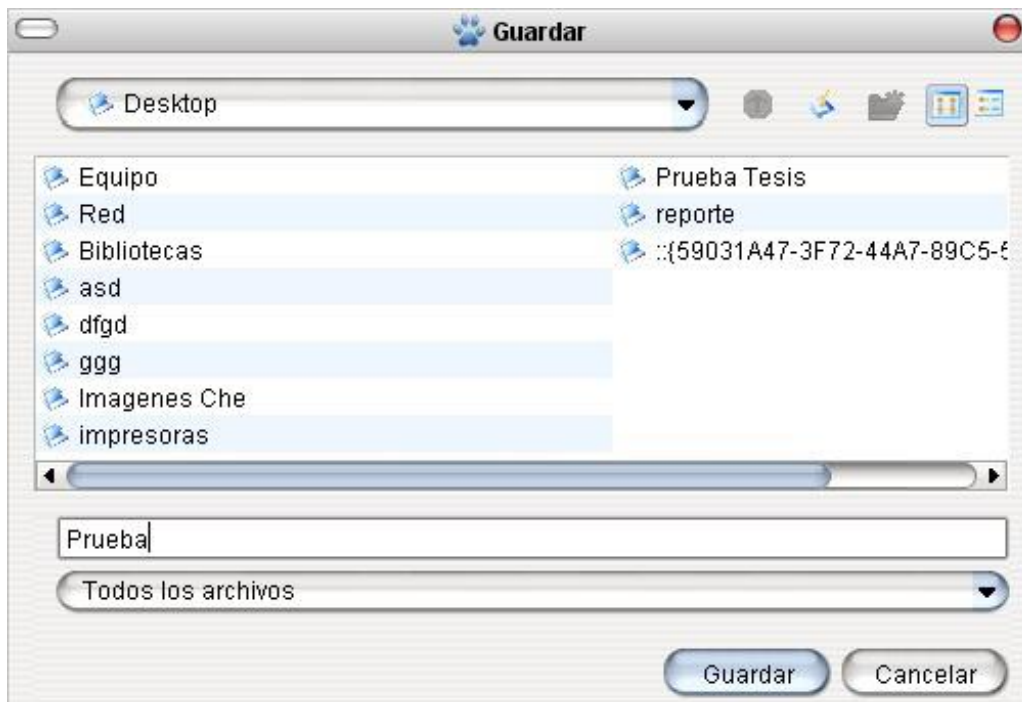 Guardar
Desktop
Equipo
Red
Bibliotecas
asd
dfgd
ggg
Imagenes Che
impresoras
Prueba Tesis
reporte
::{59031A47-3F72-44A7-89C5-5
Prueba
Todos los archivos
Guardar
Cancelar